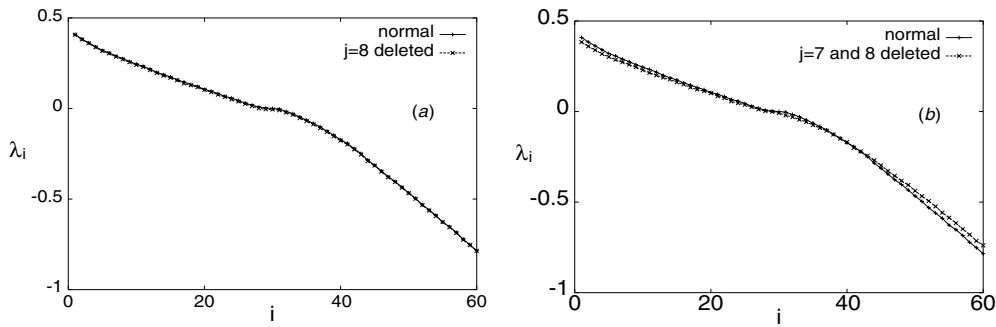 0.5
normal
j=8 deleted
0
(a)
λi
-0.5
-1
0
20
40
60
i
0.5
normal
j=7 and 8 deleted
0
(b)
λi
-0.5
-1
0
20
40
60
i